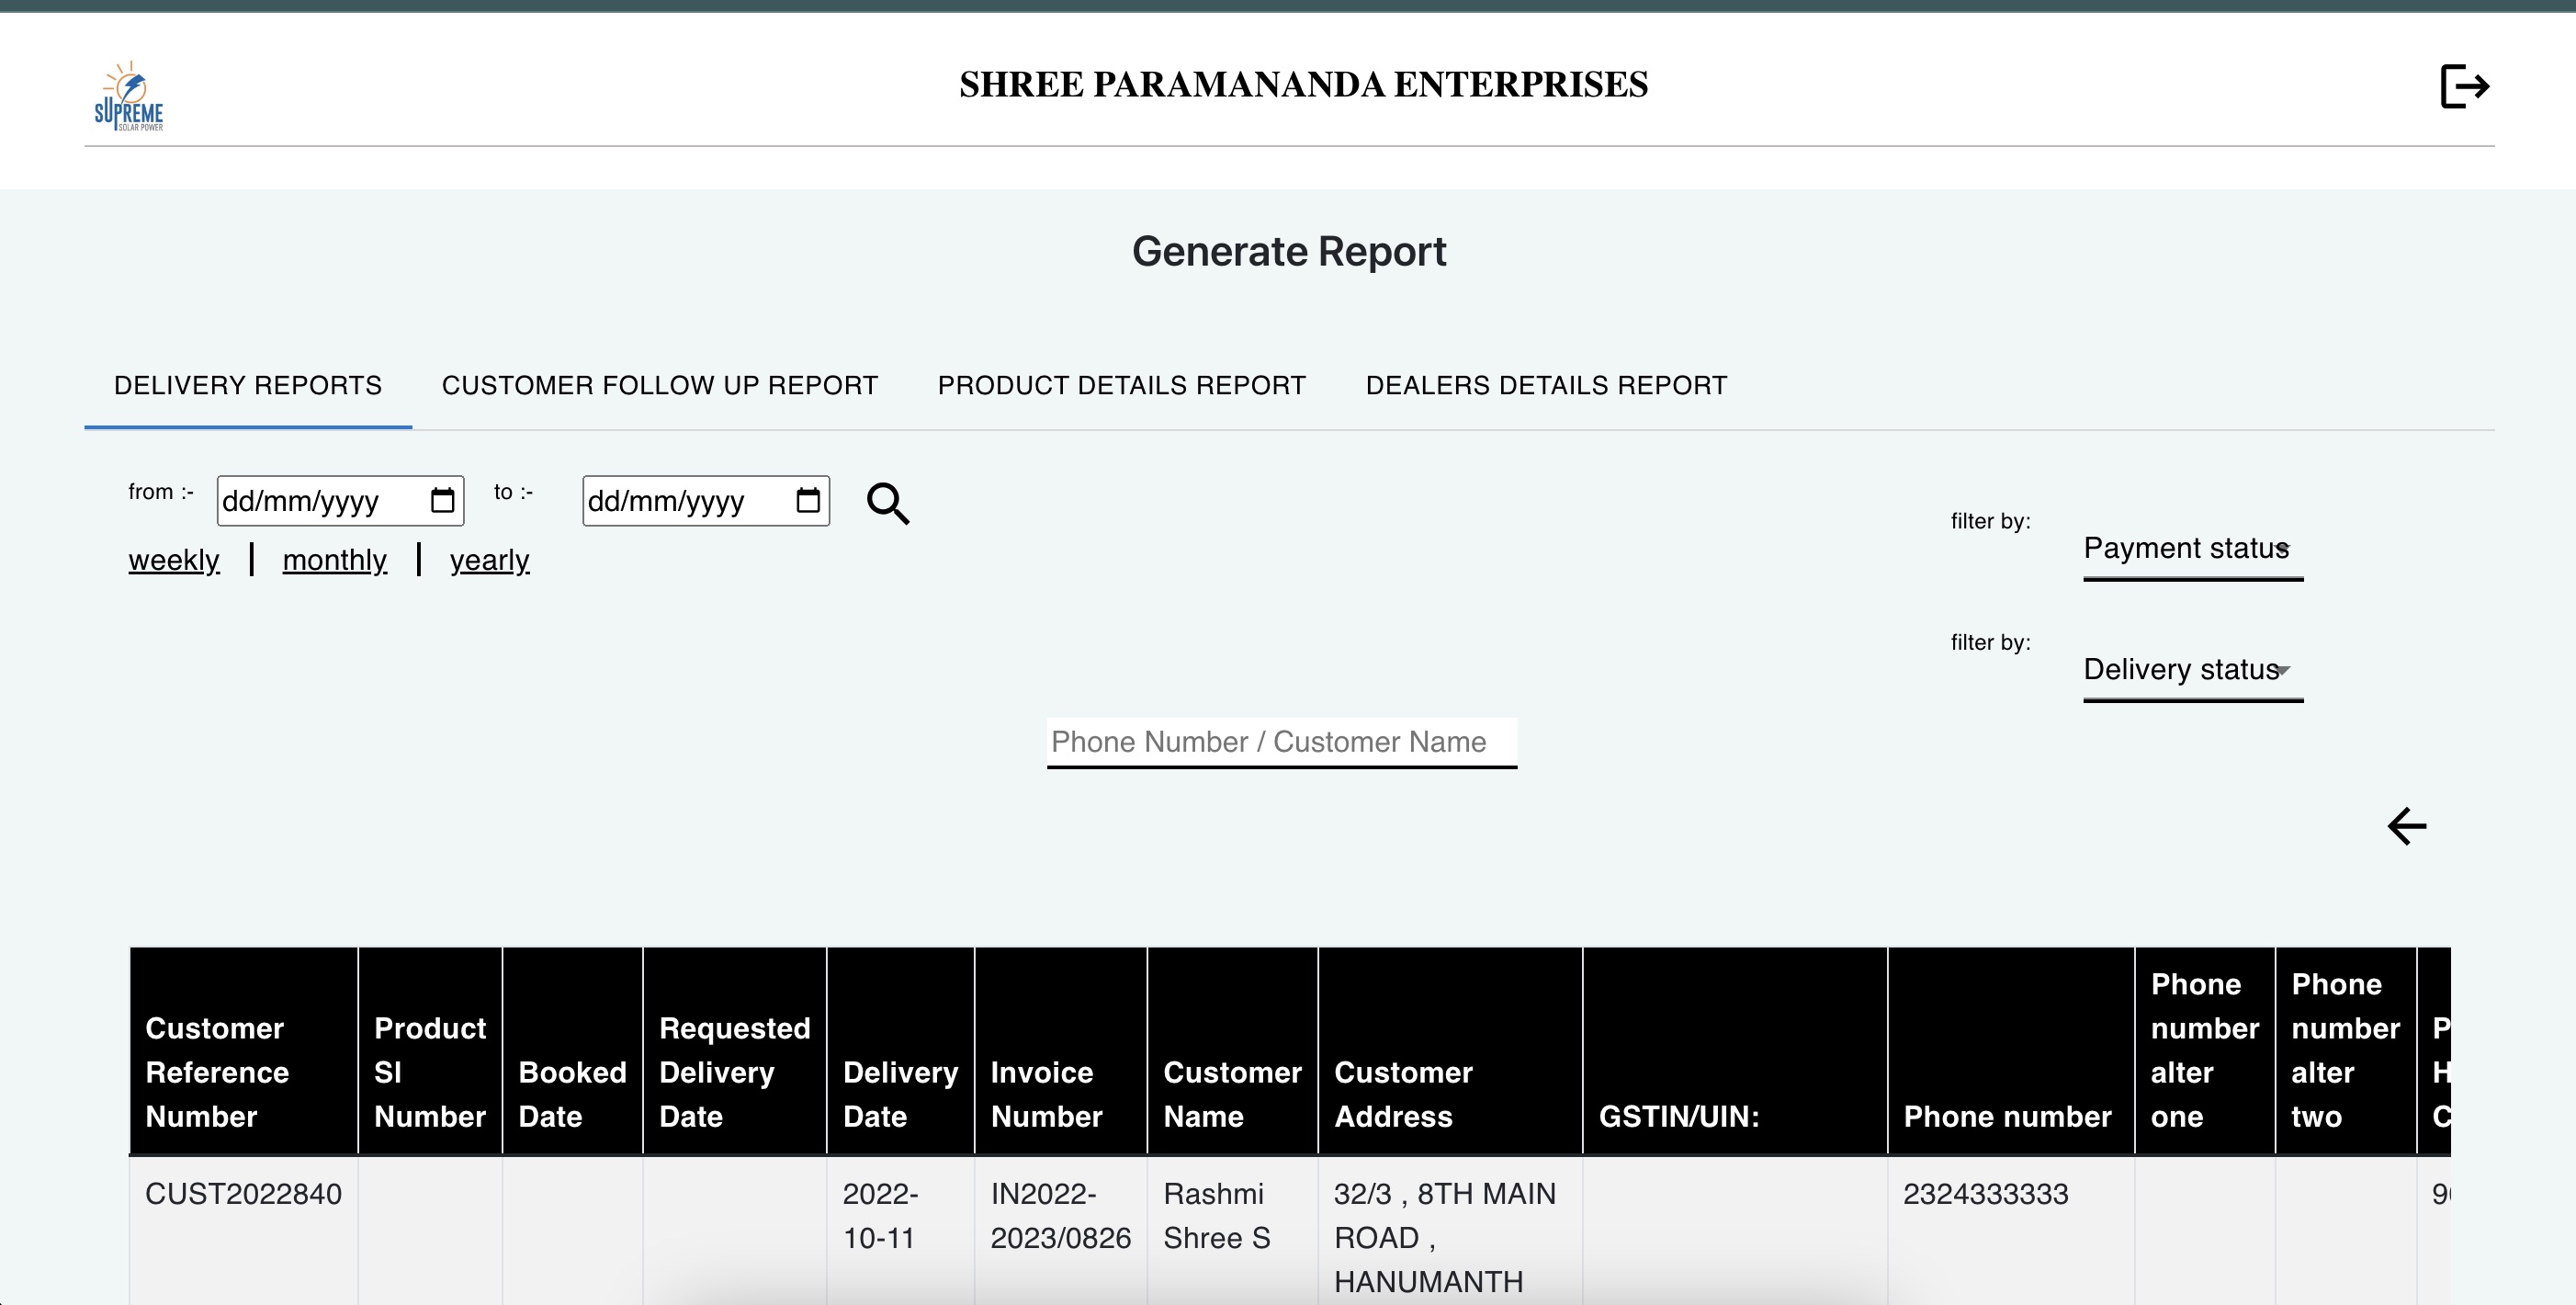 SUPREME
SOLAR POWER
SHREE PARAMANANDA ENTERPRISES
Generate Report
DELIVERY REPORTS CUSTOMER FOLLOW UP REPORT PRODUCT DETAILS REPORT DEALERS DETAILS REPORT
from :- dd/mm/yyyy to :- dd/mm/yyyy
weekly | monthly | yearly
filter by: Payment status
filter by: Delivery status
Phone Number / Customer Name
Customer Reference Number
Product Sl Number
Booked Date
Requested Delivery Date
Delivery Date
Invoice Number
Customer Name
Customer Address
GSTIN/UIN:
Phone number
Phone number alter one
Phone number alter two
CUST2022840
2022-
10-11
IN2022-
2023/0826
Rashmi
Shree S
32/3 , 8TH MAIN
ROAD ,
HANUMANTH
2324333333